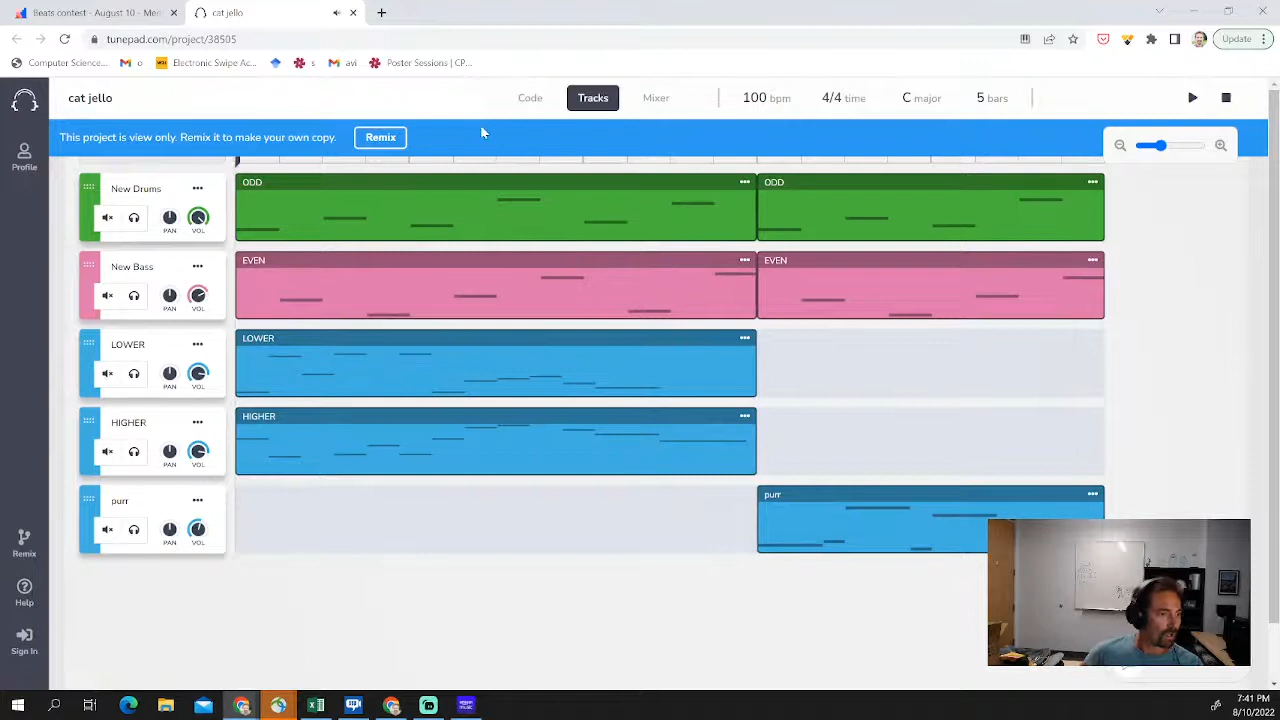 Beats Contest - August 10 - Me
cat jello
tunepad.com/project/38505
Update
Computer Science...
o
Electronic Swipe Ac...
s
avi
Poster Sessions | CP...
cat jello
Code
Tracks
Mixer
100 bpm
4/4 time
C major
5 bars
This project is view only. Remix it to make your own copy.
Remix
Profile
New Drums
PAN
VOL
ODD
ODD
New Bass
PAN
VOL
EVEN
EVEN
LOWER
PAN
VOL
LOWER
HIGHER
PAN
VOL
HIGHER
purr
PAN
VOL
purr
Remix
Help
Sign In
7:41 PM
8/10/2022